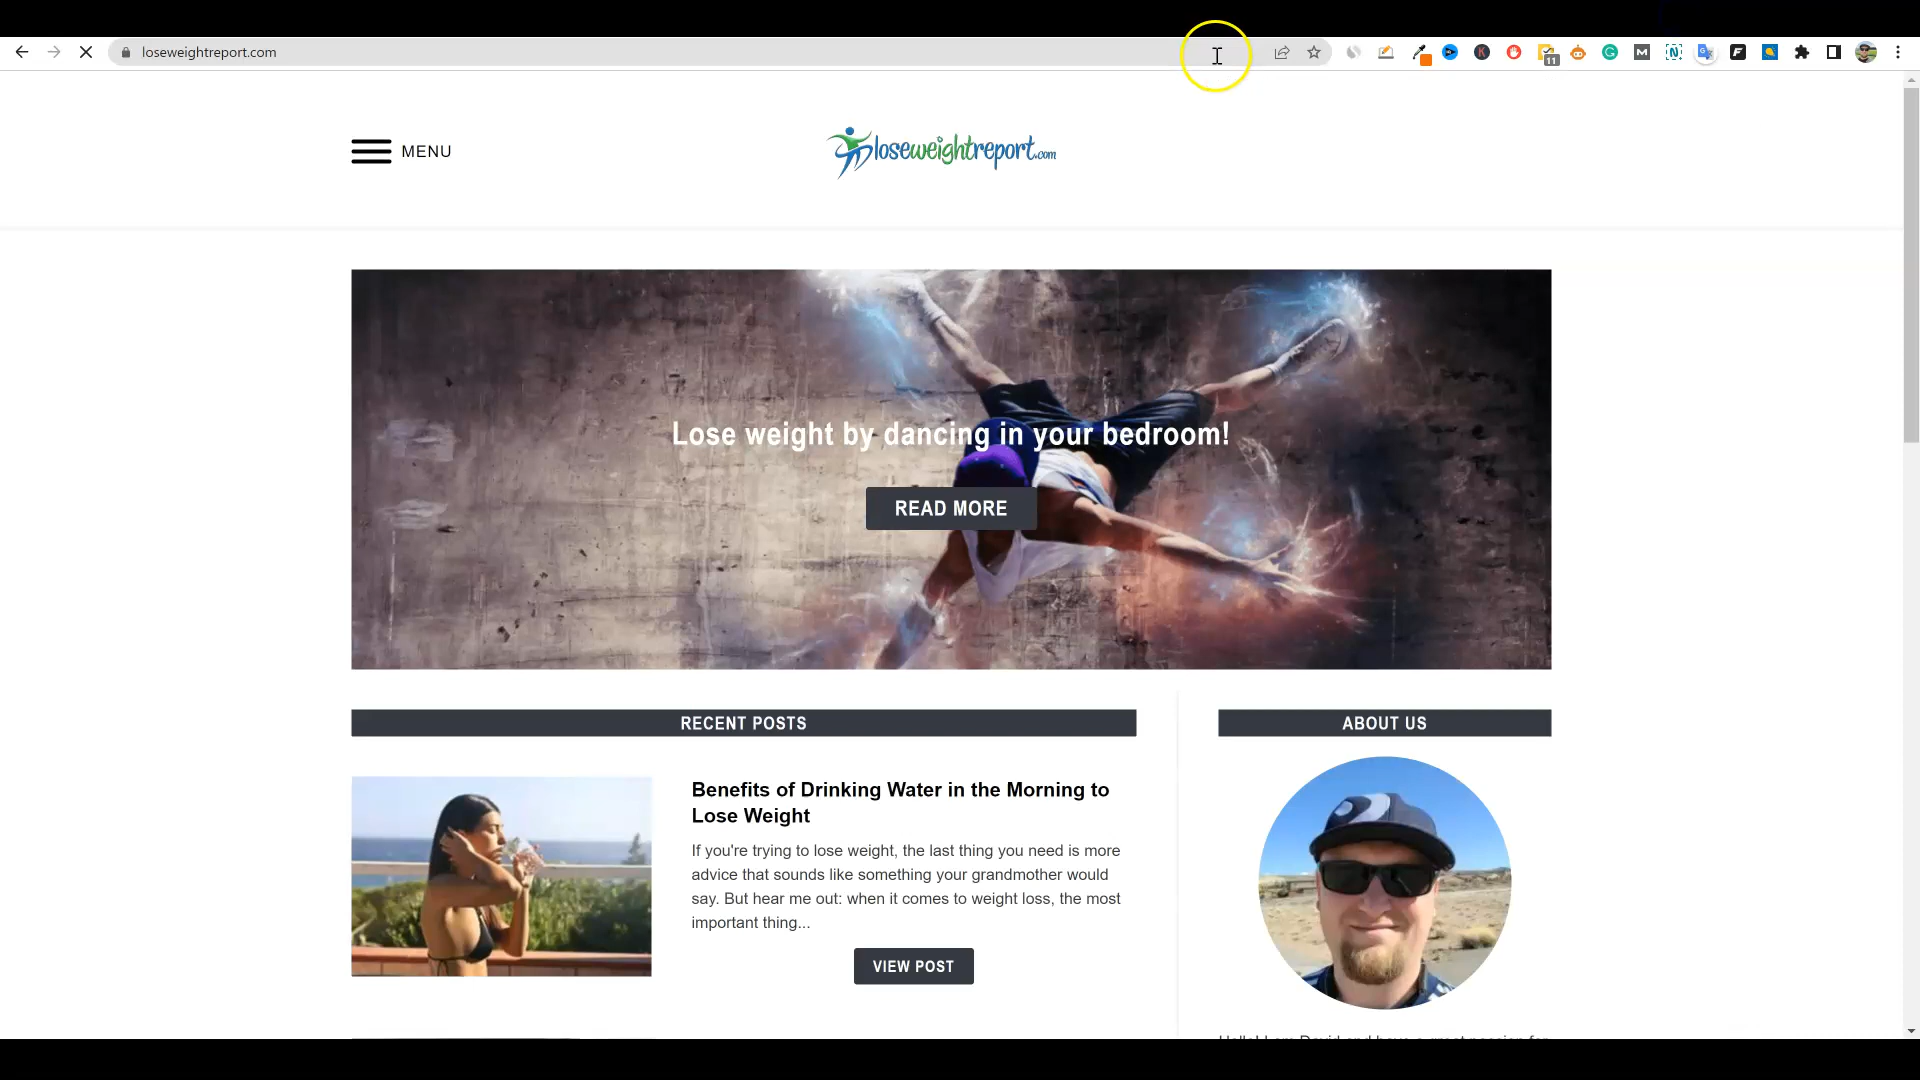 loseweightreport.com
11
MENU
loseweightreport.com
Lose weight by dancing in your bedroom!
READ MORE
RECENT POSTS
ABOUT US
Benefits of Drinking Water in the Morning to
Lose Weight
If you're trying to lose weight, the last thing you need is more
advice that sounds like something your grandmother would
say. But hear me out: when it comes to weight loss, the most
important thing...
VIEW POST